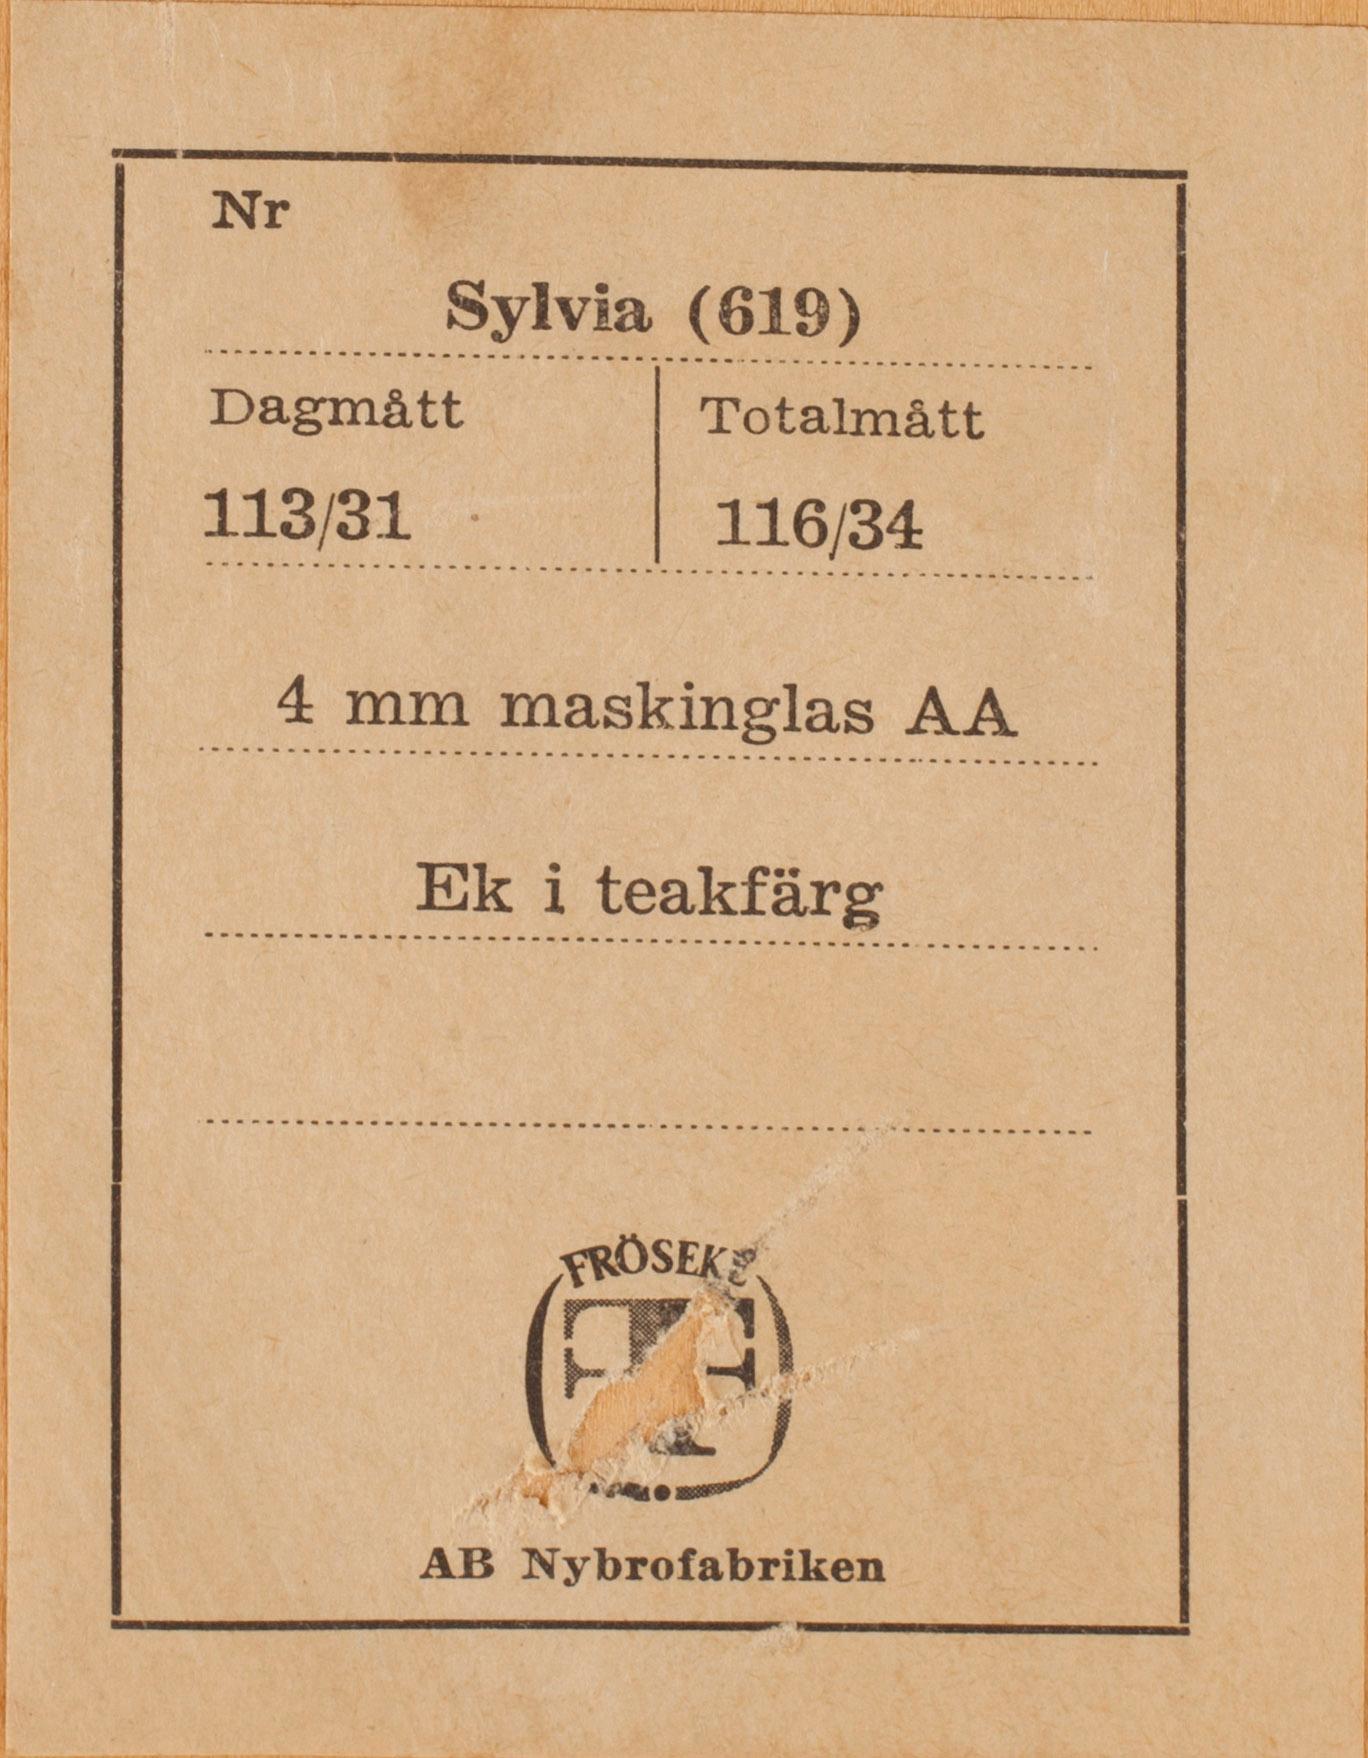 Nr
Sylvia (619)
Dagmått
Totalmått
113/31
116/34
4 mm maskinglas AA
Ek i teakfärg
FRÖSEKE
AB Nybrofabriken